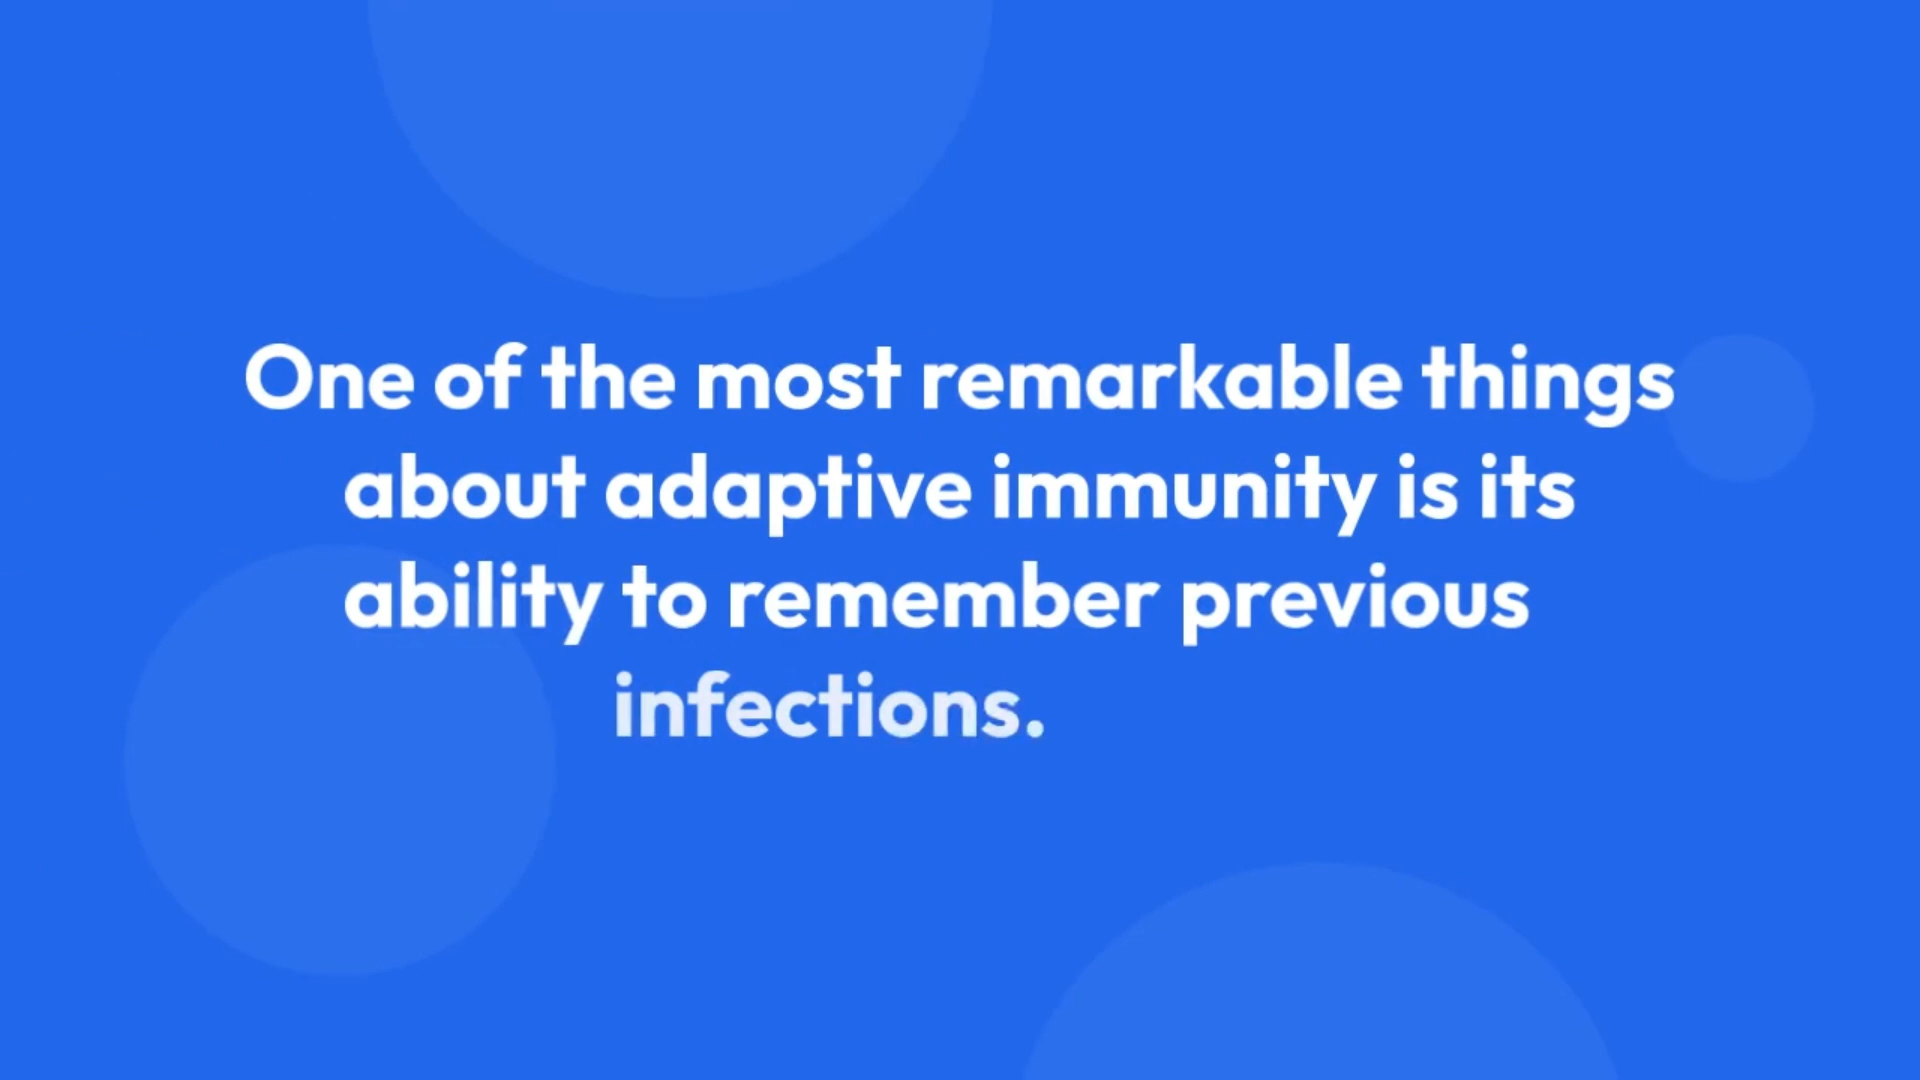 One of the most remarkable things
about adaptive immunity is its
ability to remember previous
infections.